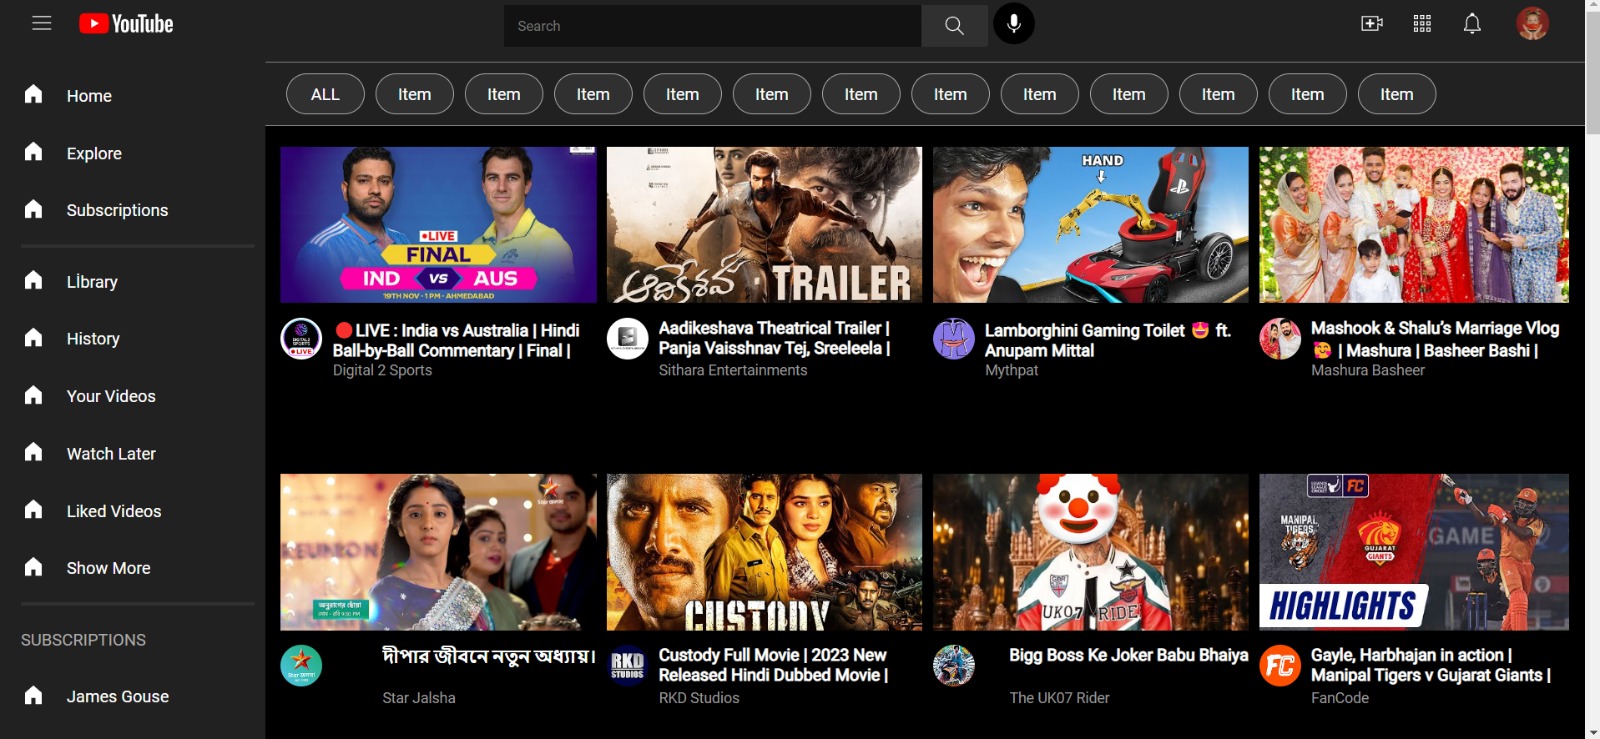 YouTube
Search
Home
Explore
Subscriptions
Library
History
Your Videos
Watch Later
Liked Videos
Show More
SUBSCRIPTIONS
James Gouse
ALL Item Item Item Item Item Item Item Item Item Item Item Item
LIVE
FINAL
IND VS AUS
19TH NOV - 1 PM - AHMEDABAD
🔴LIVE : India vs Australia | Hindi
Ball-by-Ball Commentary | Final |
Digital 2 Sports
ఆదికేశవ TRAILER
Aadikeshava Theatrical Trailer |
Panja Vaisshnav Tej, Sreeleela |
Sithara Entertainments
HAND
Lamborghini Gaming Toilet 😍 ft.
Anupam Mittal
Mythpat
Mashook & Shalu’s Marriage Vlog
🥰 | Mashura | Basheer Bashi |
Mashura Basheer
REUNION
দীপার জীবনে নতুন অধ্যায়।
Star Jalsha
CUSTODY
RKD
STUDIOS
Custody Full Movie | 2023 New
Released Hindi Dubbed Movie |
RKD Studios
UK07 RIDER
Bigg Boss Ke Joker Babu Bhaiya
The UK07 Rider
FC
MANIPAL
TIGERS
GUJARAT
GIANTS
GAME
HIGHLIGHTS
FC
Gayle, Harbhajan in action |
Manipal Tigers v Gujarat Giants |
FanCode